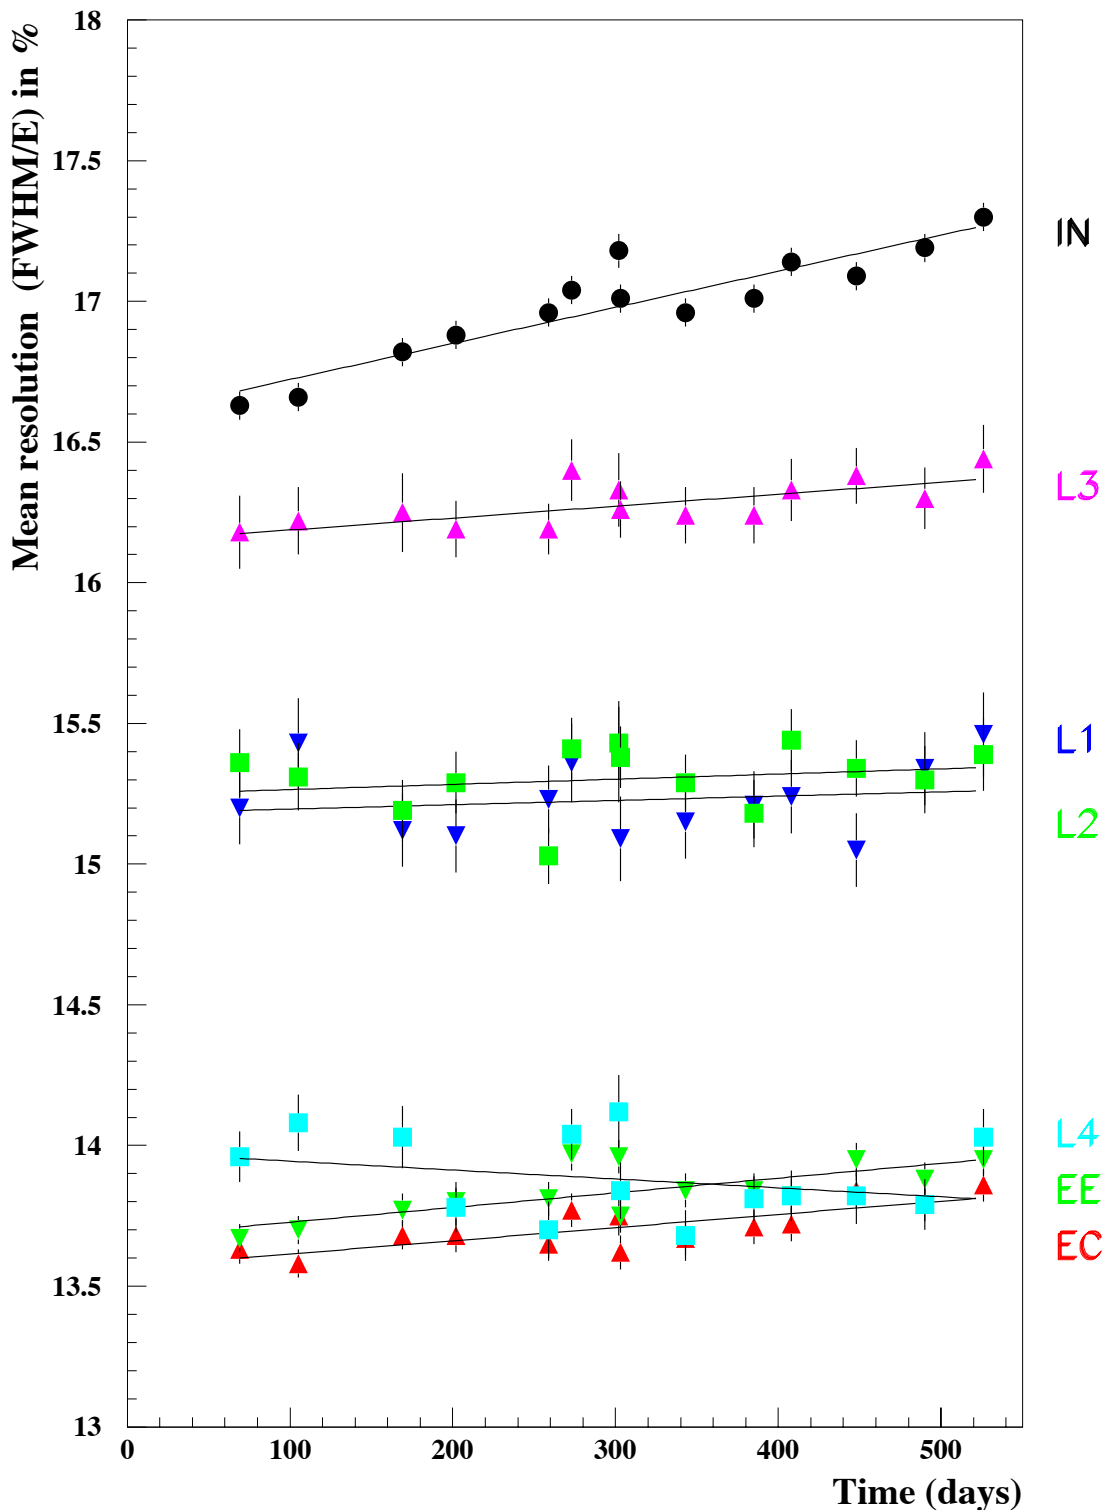 Mean resolution (FWHM/E) in %
18
17.5
17
16.5
16
15.5
15
14.5
14
13.5
13
0 100 200 300 400 500
Time (days)
IN
L3
L1
L2
L4
EE
EC